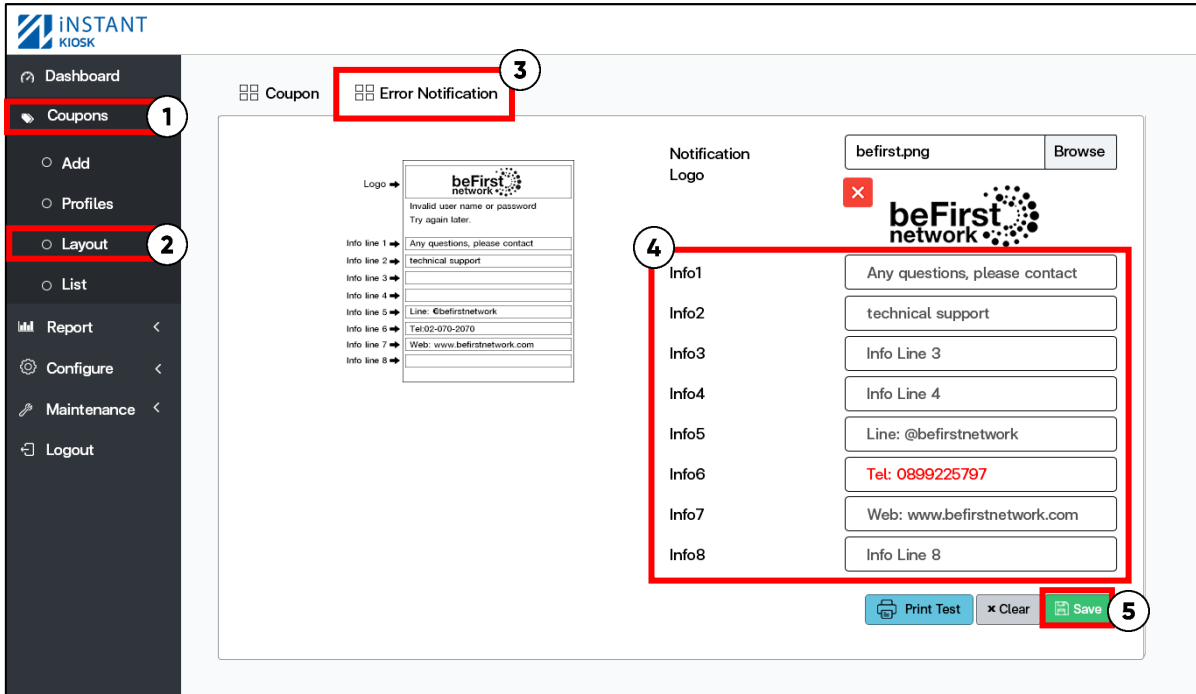 iNSTANT
KIOSK
Dashboard
Coupons
1
Add
Profiles
Layout
2
List
Report
Configure
Maintenance
Logout
Coupon
Error Notification
3
Logo
beFirst
network
Invalid user name or password
Try again later.
Info line 1 Any questions, please contact
Info line 2 technical support
Info line 3
Info line 4
Info line 5 Line: @befirstnetwork
Info line 6 Tel:02-070-2070
Info line 7 Web: www.befirstnetwork.com
Info line 8
Notification
Logo
befirst.png Browse
beFirst
network
4
Info1 Any questions, please contact
Info2 technical support
Info3 Info Line 3
Info4 Info Line 4
Info5 Line: @befirstnetwork
Info6 Tel: 0899225797
Info7 Web: www.befirstnetwork.com
Info8 Info Line 8
Print Test × Clear Save 5